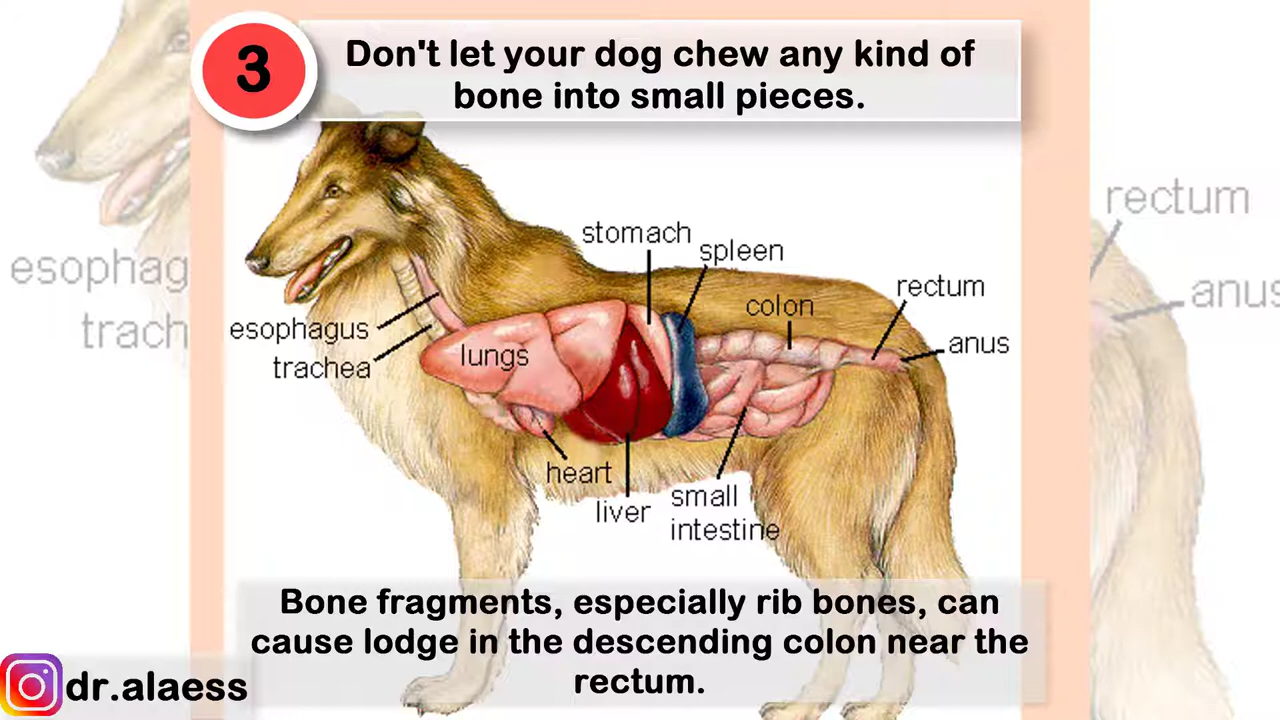 3
Don't let your dog chew any kind of
bone into small pieces.
stomach
spleen
rectum
colon
anus
esophagus
trachea
lungs
heart
liver
small
intestine
esophag
trach
rectum
anus
Bone fragments, especially rib bones, can
cause lodge in the descending colon near the
rectum.
dr.alaess